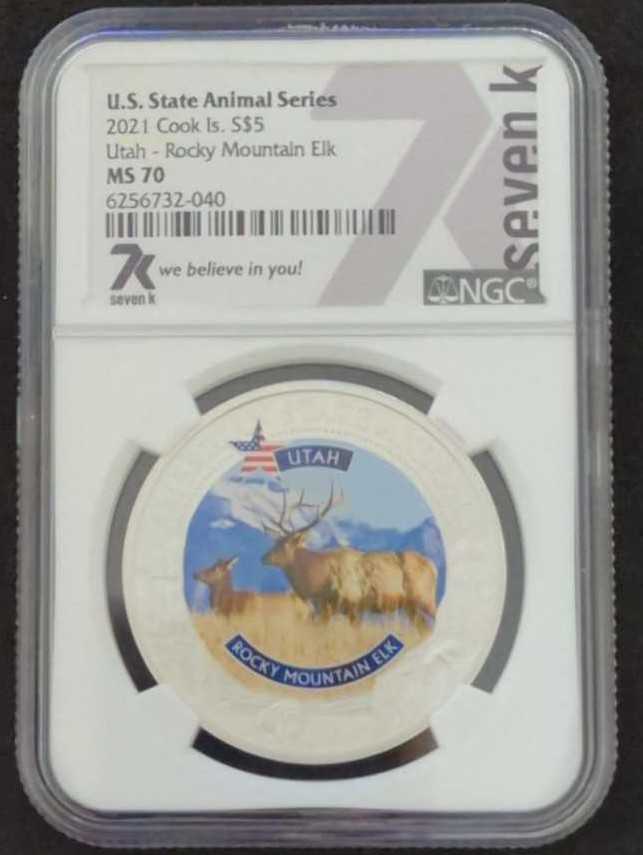 U.S. State Animal Series
2021 Cook Is. S$5
Utah - Rocky Mountain Elk
MS 70
6256732-040
7k we believe in you!
seven k
seven k
NGC®
UTAH
ROCKY MOUNTAIN ELK